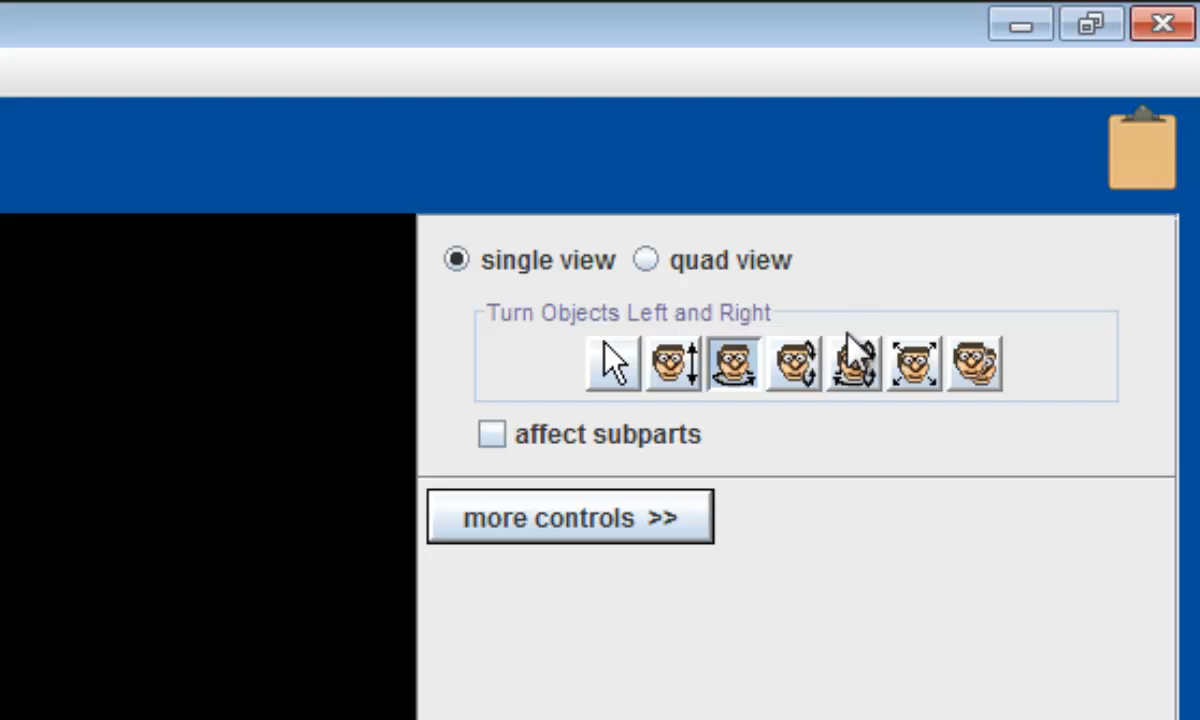 single view quad view
Turn Objects Left and Right
affect subparts
more controls >>